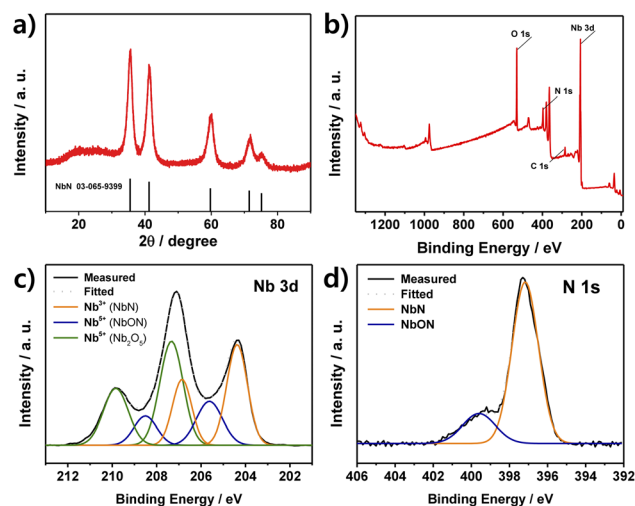 a)
Intensity / a. u.
NbN 03-065-9399
20 40 60 80
2θ / degree
b)
Intensity / a. u.
O 1s
Nb 3d
N 1s
C 1s
1200 1000 800 600 400 200 0
Binding Energy / eV
c)
Intensity / a. u.
Measured
Fitted
Nb³⁺ (NbN)
Nb⁵⁺ (NbON)
Nb⁵⁺ (Nb₂O₅)
Nb 3d
212 210 208 206 204 202
Binding Energy / eV
d)
Intensity / a. u.
Measured
Fitted
NbN
NbON
N 1s
406 404 402 400 398 396 394 392
Binding Energy / eV